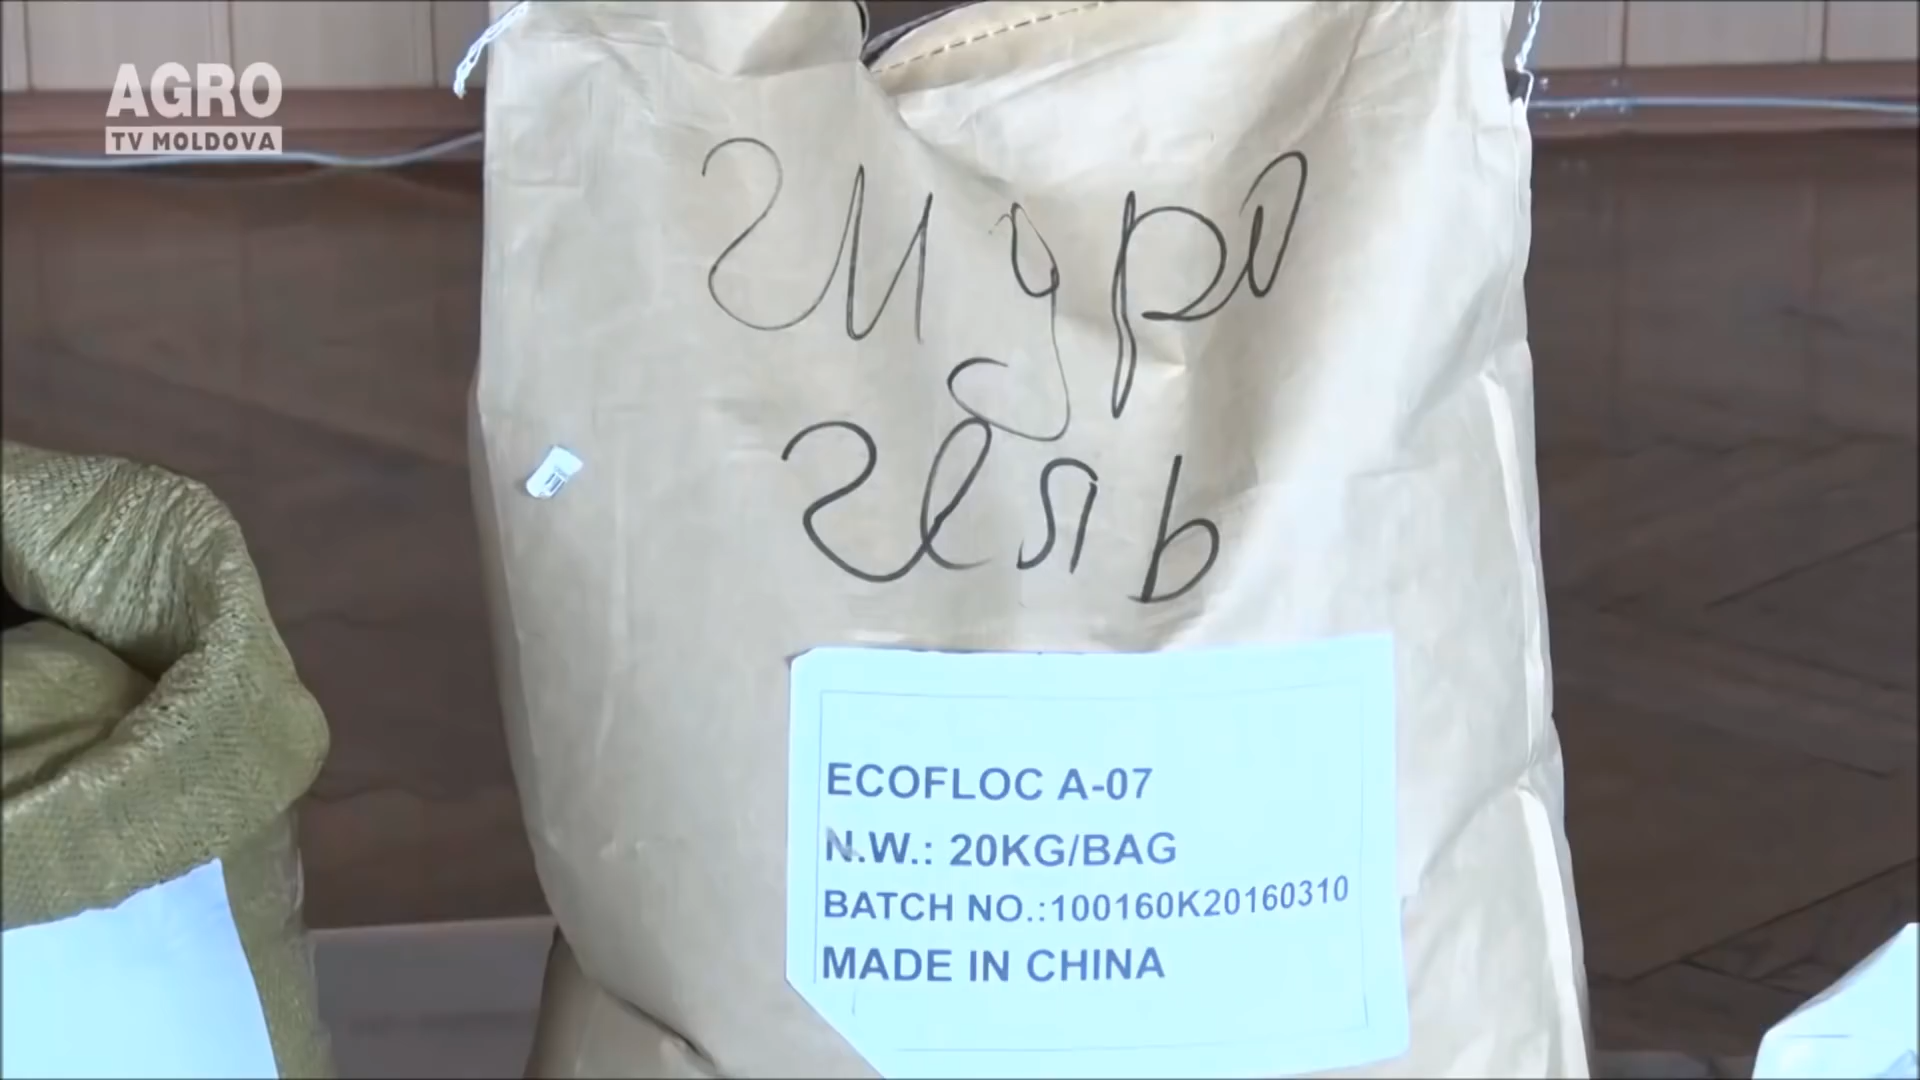 AGRO
TV MOLDOVA
гидро
гель
ECOFLOC A-07
N.W.: 20KG/BAG
BATCH NO.:100160K20160310
MADE IN CHINA